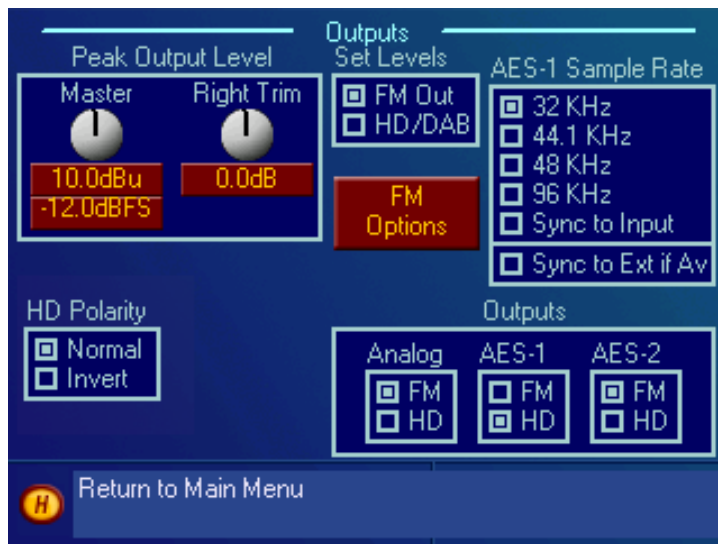 Outputs
Peak Output Level
Master
Right Trim
10.0dBu
-12.0dBFS
0.0dB
Set Levels
FM Out
HD/DAB
FM
Options
AES-1 Sample Rate
32 KHz
44.1 KHz
48 KHz
96 KHz
Sync to Input
Sync to Ext if Av
HD Polarity
Normal
Invert
Outputs
Analog
FM
HD
AES-1
FM
HD
AES-2
FM
HD
H
Return to Main Menu